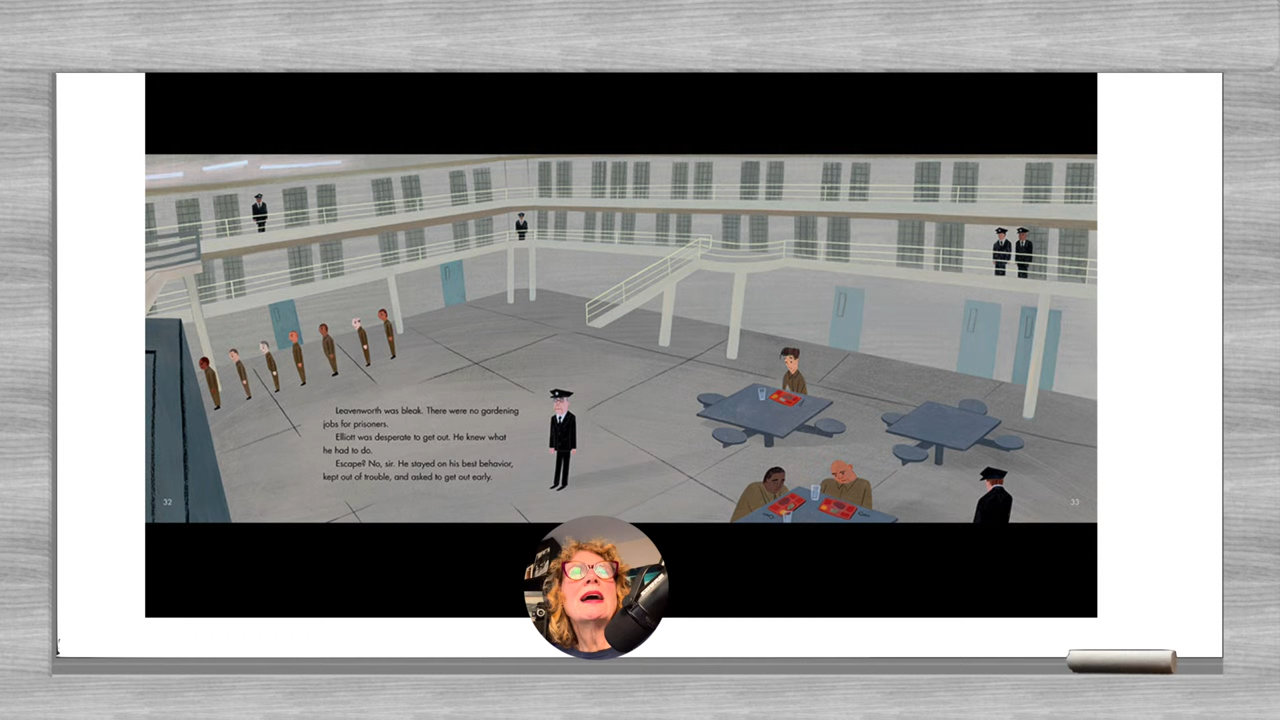 Leavenworth was bleak. There were no gardening
jobs for prisoners.
Elliott was desperate to get out. He knew what
he had to do.
Escape? No, sir. He stayed on his best behavior,
kept out of trouble, and asked to get out early.
32
33